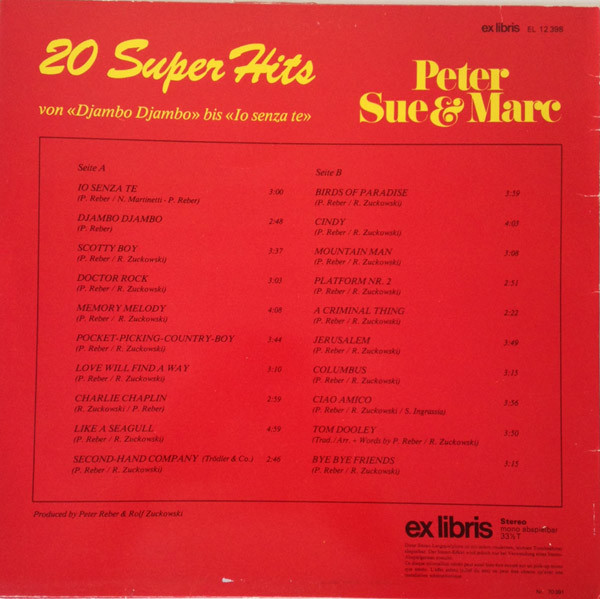 ex libris EL 12 398
20 Super Hits
von «Djambo Djambo» bis «Io senza te»
Peter
Sue & Marc
Seite A
IO SENZA TE 3:00
(P. Reber / N. Martinetti - P. Reber)
DJAMBO DJAMBO 2:48
(P. Reber)
SCOTTY BOY 3:37
(P. Reber / R. Zuckowski)
DOCTOR ROCK 3:03
(P. Reber / R. Zuckowski)
MEMORY MELODY 4:08
(P. Reber / R. Zuckowski)
POCKET-PICKING-COUNTRY-BOY 3:44
(P. Reber / R. Zuckowski)
LOVE WILL FIND A WAY 3:10
(P. Reber / R. Zuckowski)
CHARLIE CHAPLIN 2:59
(R. Zuckowski / P. Reber)
LIKE A SEAGULL 4:59
(P. Reber / R. Zuckowski)
SECOND-HAND COMPANY (Trödler & Co.) 2:46
(P. Reber / R. Zuckowski)
Seite B
BIRDS OF PARADISE 3:39
(P. Reber / R. Zuckowski)
CINDY 4:03
(P. Reber / R. Zuckowski)
MOUNTAIN MAN 3:08
(P. Reber / R. Zuckowski)
PLATFORM NR. 2 2:51
(P. Reber / R. Zuckowski)
A CRIMINAL THING 2:22
(P. Reber / R. Zuckowski)
JERUSALEM 3:49
(P. Reber / R. Zuckowski)
COLUMBUS 3:13
(P. Reber / R. Zuckowski)
CIAO AMICO 3:56
(P. Reber / R. Zuckowski / S. Ingrassia)
TOM DOOLEY 3:50
(Trad. / Arr. + Words by P. Reber / R. Zuckowski)
BYE BYE FRIENDS 3:15
(P. Reber / R. Zuckowski)
Produced by Peter Reber & Rolf Zuckowski
ex libris
Stereo
mono abspielbar
33⅓ T